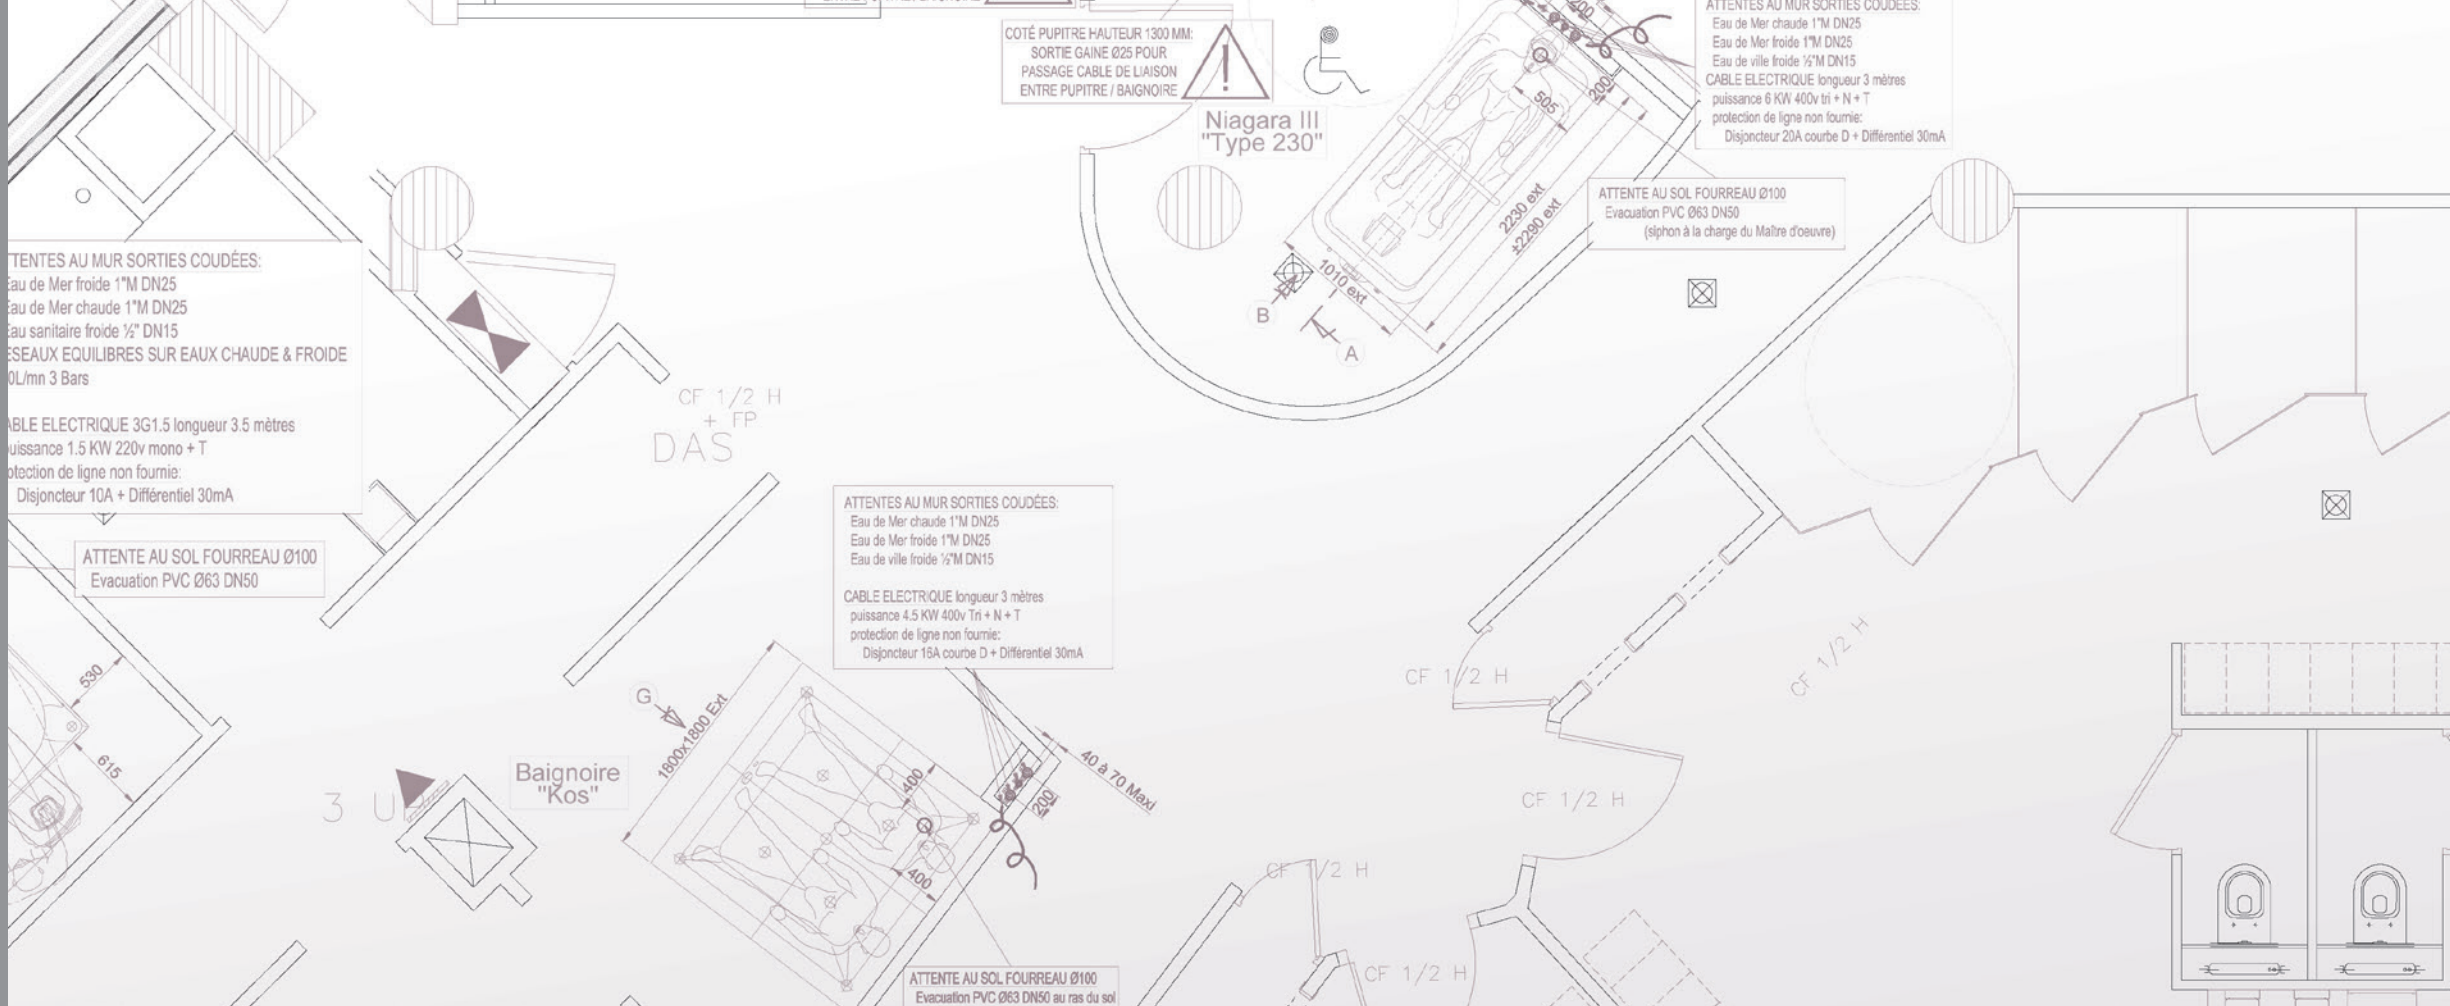 COTÉ PUPITRE HAUTEUR 1300 MM:
SORTIE GAINE Ø25 POUR
PASSAGE CABLE DE LIAISON
ENTRE PUPITRE / BAIGNOIRE
!
Niagara III
"Type 230"
200
505
200
2230 ext
±2290 ext
1010 ext
B
A
ATTENTES AU MUR SORTIES COUDÉES:
Eau de Mer chaude 1"M DN25
Eau de Mer froide 1"M DN25
Eau de ville froide ½"M DN15
CABLE ELECTRIQUE longueur 3 mètres
puissance 6 KW 400v tri + N + T
protection de ligne non fournie:
Disjoncteur 20A courbe D + Différentiel 30mA
ATTENTE AU SOL FOURREAU Ø100
Evacuation PVC Ø63 DN50
(siphon à la charge du Maître d'oeuvre)
TTENTES AU MUR SORTIES COUDÉES:
Eau de Mer froide 1"M DN25
Eau de Mer chaude 1"M DN25
Eau sanitaire froide ½" DN15
ESEAUX EQUILIBRES SUR EAUX CHAUDE & FROIDE
0L/mn 3 Bars
ABLE ELECTRIQUE 3G1.5 longueur 3.5 mètres
uissance 1.5 KW 220v mono + T
otection de ligne non fournie:
Disjoncteur 10A + Différentiel 30mA
ATTENTE AU SOL FOURREAU Ø100
Evacuation PVC Ø63 DN50
CF 1/2 H
+ FP
DAS
ATTENTES AU MUR SORTIES COUDÉES:
Eau de Mer chaude 1"M DN25
Eau de Mer froide 1"M DN25
Eau de ville froide ½"M DN15
CABLE ELECTRIQUE longueur 3 mètres
puissance 4.5 KW 400v Tri + N + T
protection de ligne non fournie:
Disjoncteur 16A courbe D + Différentiel 30mA
530
615
3 U
G
1800x1800 Ext
Baignoire
"Kos"
400
400
200
40 à 70 Maxi
ATTENTE AU SOL FOURREAU Ø100
Evacuation PVC Ø63 DN50 au ras du sol
CF 1/2 H
CF 1/2 H
CF 1/2 H
CF 1/2 H
CF 1/2 H